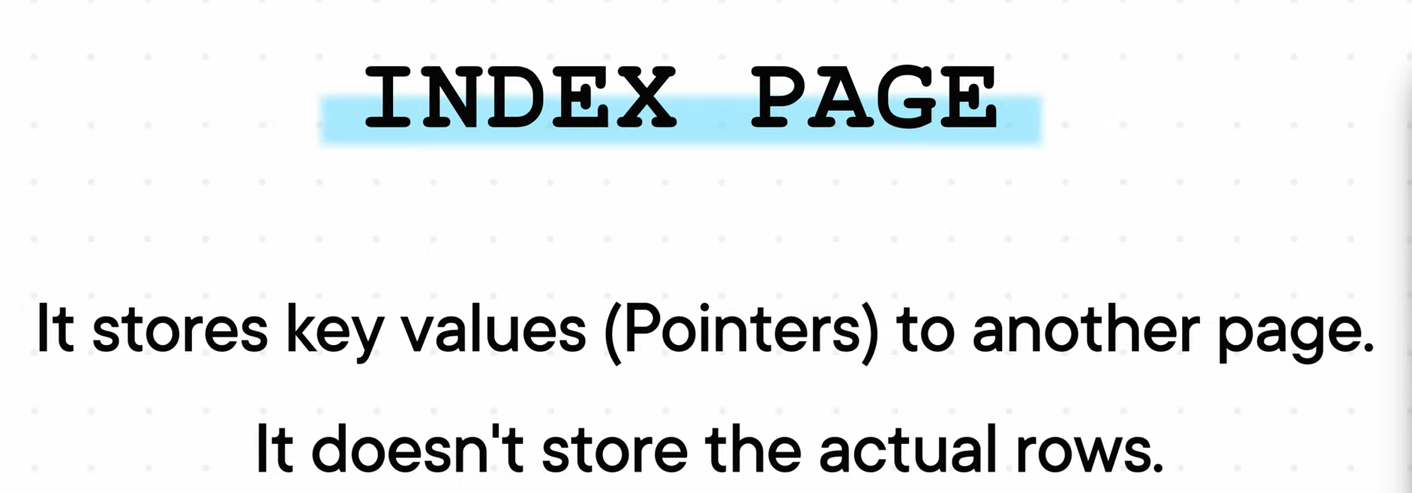 INDEX PAGE
It stores key values (Pointers) to another page.
It doesn't store the actual rows.